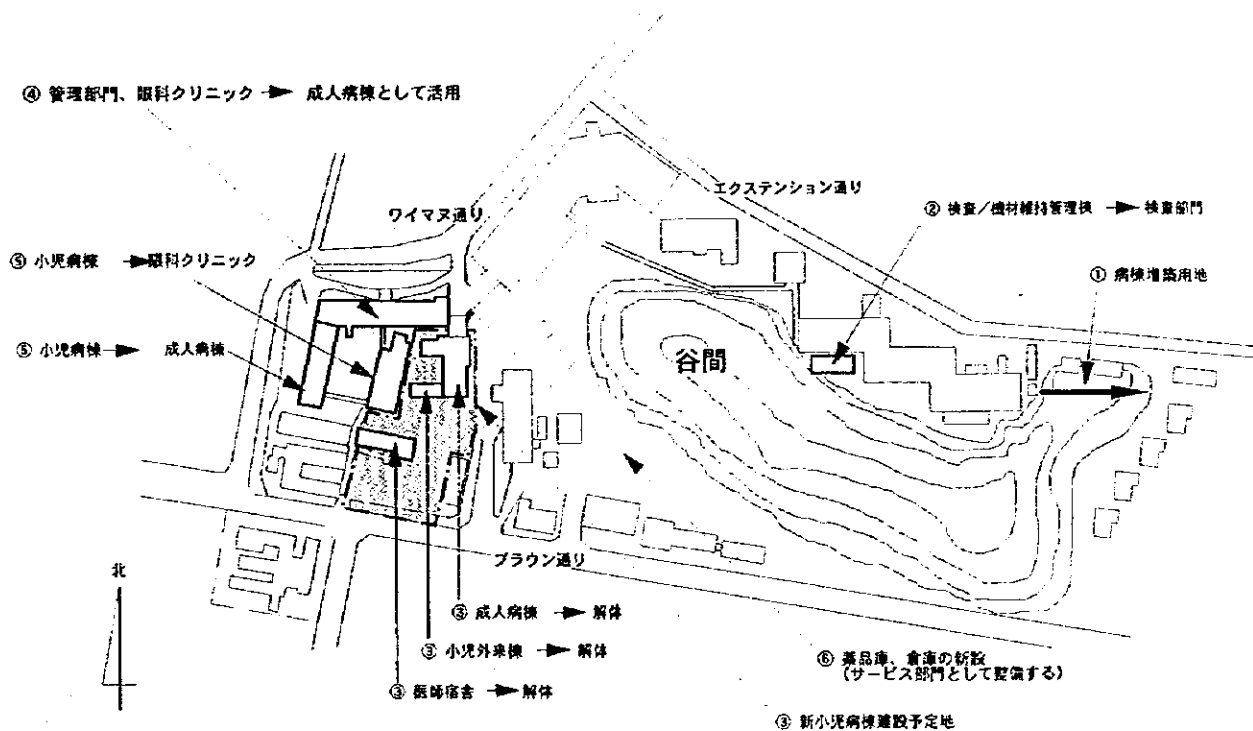 ④ 管理部門、眼科クリニック → 成人病棟として活用
エクステンション通り
ワイマヌ通り
② 検査/機材維持管理棟 → 検査部門
⑤ 小児病棟 → 眼科クリニック
① 病棟増築用地
⑤ 小児病棟 → 成人病棟
谷間
ブラウン通り
北
③ 成人病棟 → 解体
③ 小児外来棟 → 解体
③ 医師宿舎 → 解体
⑥ 薬品庫、倉庫の新設
(サービス部門として整備する)
③ 新小児病棟建設予定地